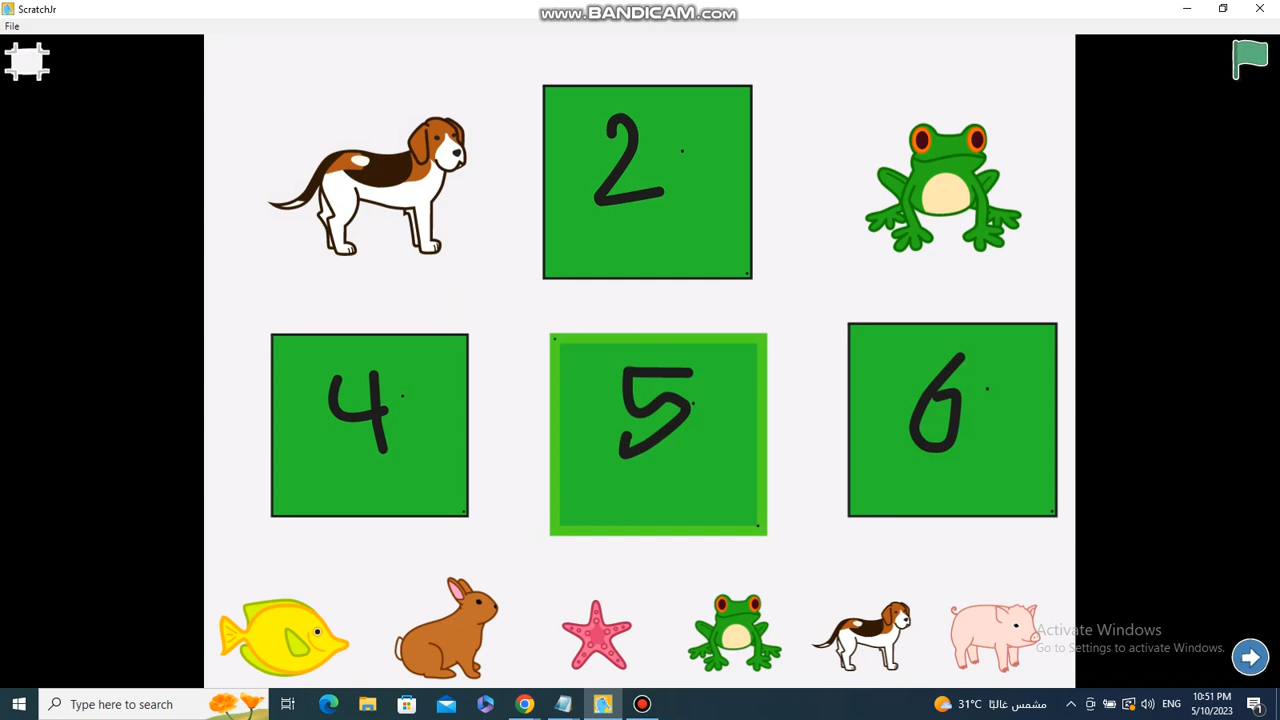 ScratchJr
www.BANDICAM.com
File
2
4
5
6
Activate Windows
Go to Settings to activate Windows.
Type here to search
31°C مشمس غالبًا
ENG
10:51 PM
5/10/2023